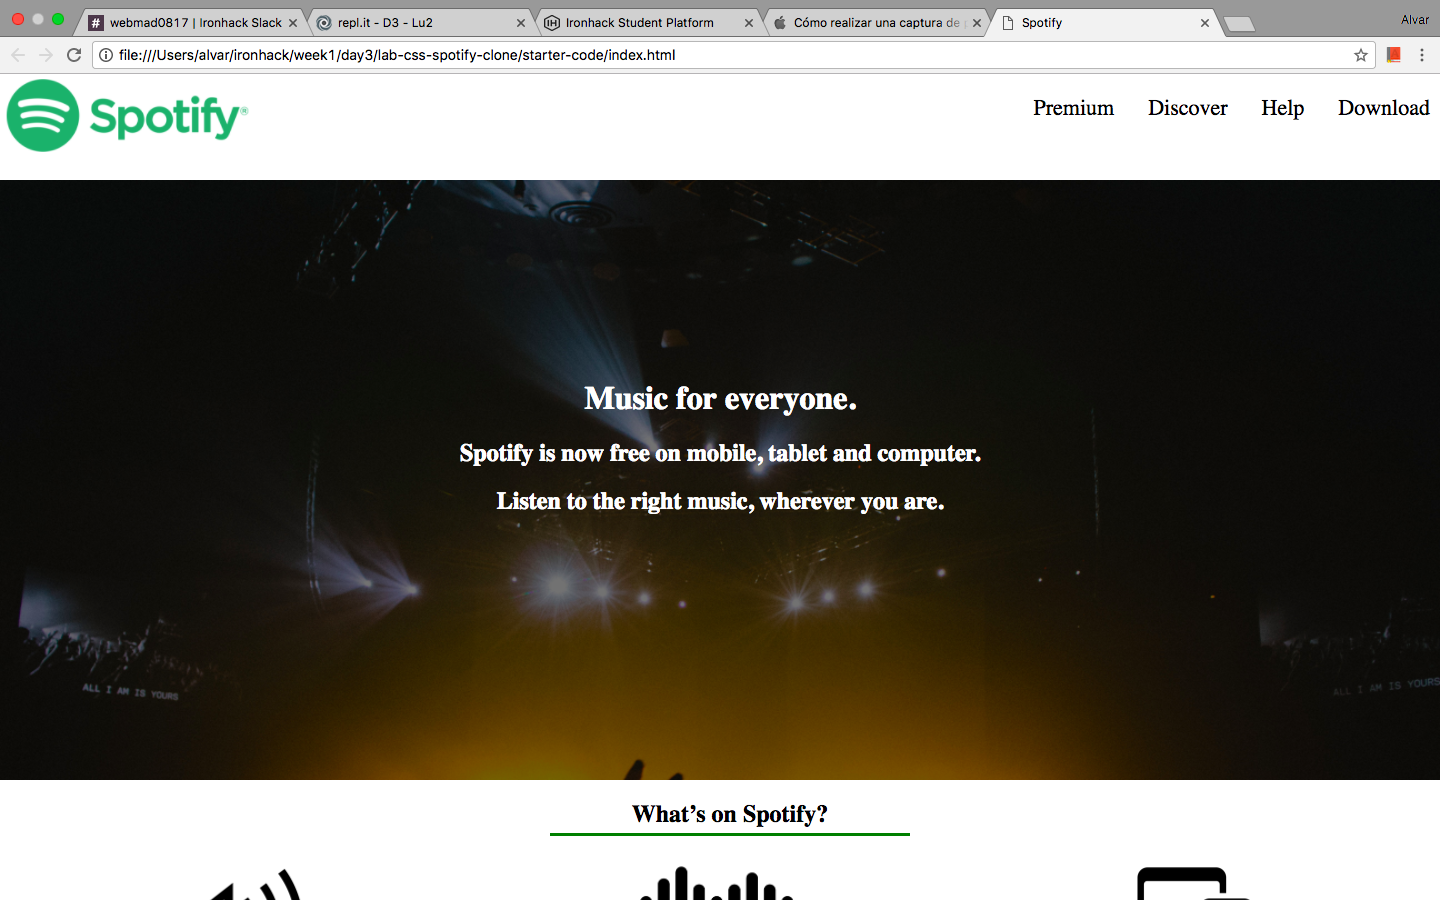 webmad0817 | Ironhack Slack
repl.it - D3 - Lu2
Ironhack Student Platform
Cómo realizar una captura de
Spotify
Alvar
file:///Users/alvar/ironhack/week1/day3/lab-css-spotify-clone/starter-code/index.html
Spotify®
Premium Discover Help Download
Music for everyone.
Spotify is now free on mobile, tablet and computer.
Listen to the right music, wherever you are.
ALL I AM IS YOURS
ALL I AM IS YOURS
What’s on Spotify?